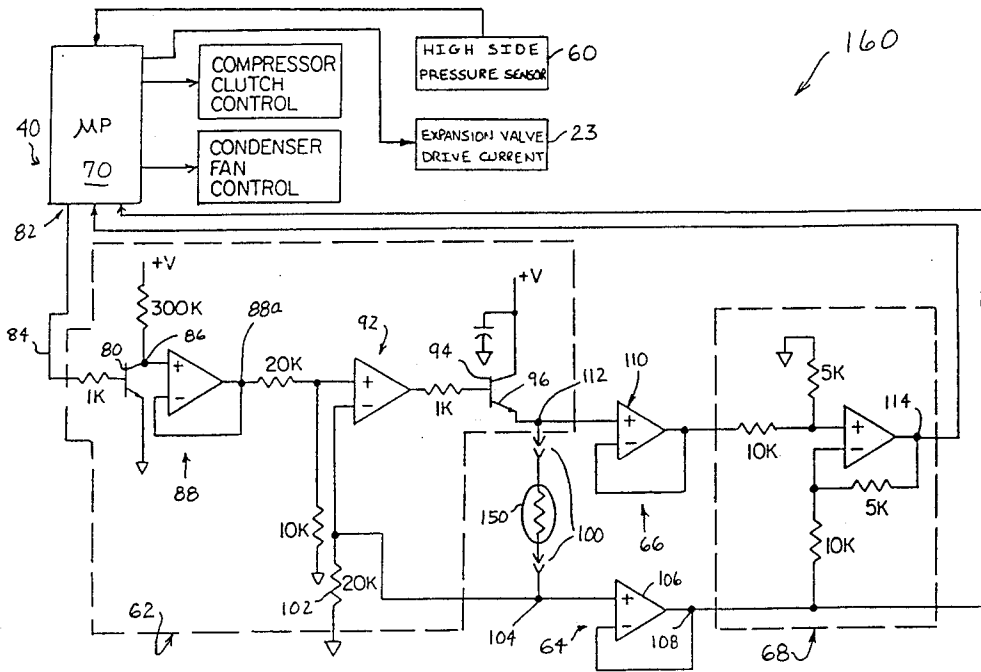 160
HIGH SIDE
PRESSURE SENSOR
60
COMPRESSOR
CLUTCH
CONTROL
μP
70
40
EXPANSION VALVE
DRIVE CURRENT
23
CONDENSER
FAN
CONTROL
82
+V
300K
88a
86
84
80
1K
+
−
88
20K
92
+
−
10K
102
20K
62
+V
94
96
1K
112
110
+
−
66
150
100
104
64
106
+
−
108
5K
10K
+
−
114
5K
10K
68